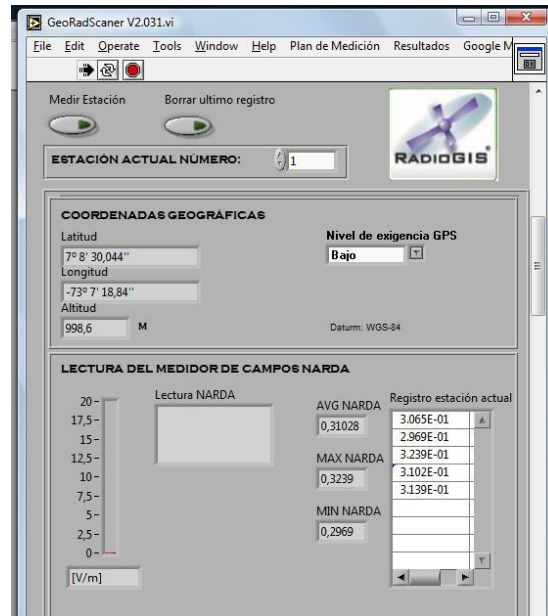 GeoRadScaner V2.031.vi
File Edit Operate Tools Window Help Plan de Medición Resultados Google M
Medir Estación Borrar ultimo registro
ESTACIÓN ACTUAL NÚMERO: 1
RADIOGIS
COORDENADAS GEOGRÁFICAS
Latitud
7º 8' 30,044''
Longitud
-73º 7' 18,84''
Altitud
998,6 M
Nivel de exigencia GPS
Bajo
Daturm: WGS-84
LECTURA DEL MEDIDOR DE CAMPOS NARDA
20
17,5
15
12,5
10
7,5
5
2,5
0
[V/m]
Lectura NARDA
AVG NARDA
0,31028
MAX NARDA
0,3239
MIN NARDA
0,2969
Registro estación actual
3.065E-01
2.969E-01
3.239E-01
3.102E-01
3.139E-01